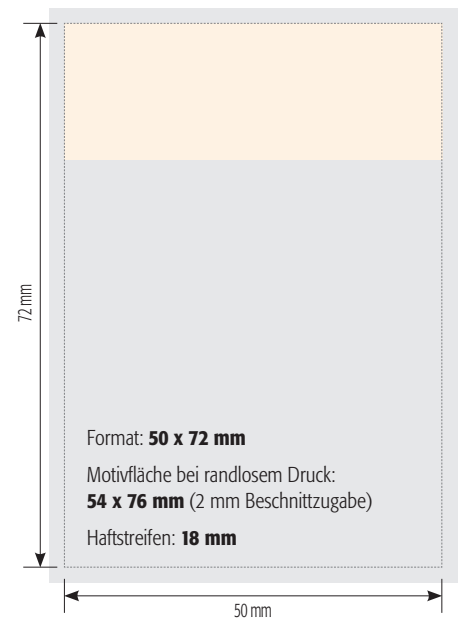 72 mm
Format: 50 x 72 mm
Motivfläche bei randlosem Druck:
54 x 76 mm (2 mm Beschnittzugabe)
Haftstreifen: 18 mm
50 mm